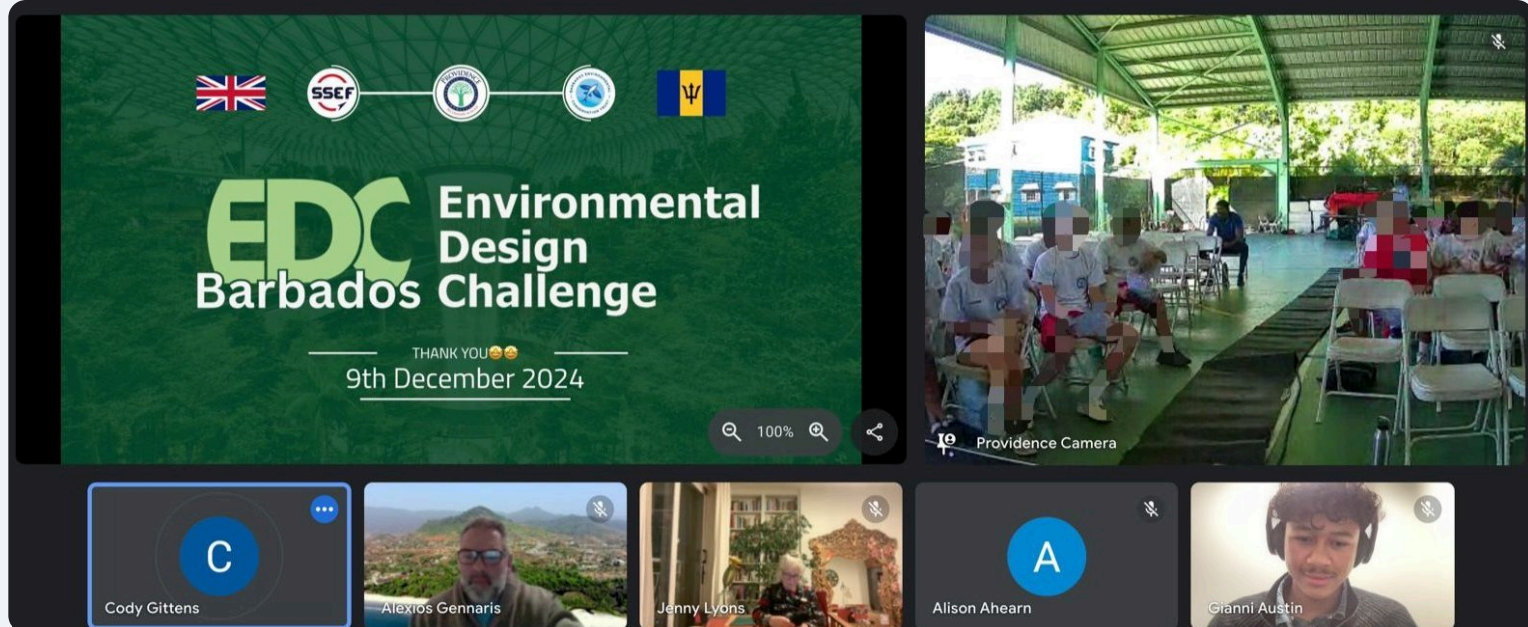 SSEF
PROVIDENCE
EDC
Barbados
Environmental
Design
Challenge
THANK YOU🤩🤩
9th December 2024
100%
Providence Camera
C
Cody Gittens
Alexios Gennaris
Jenny Lyons
A
Alison Ahearn
Gianni Austin